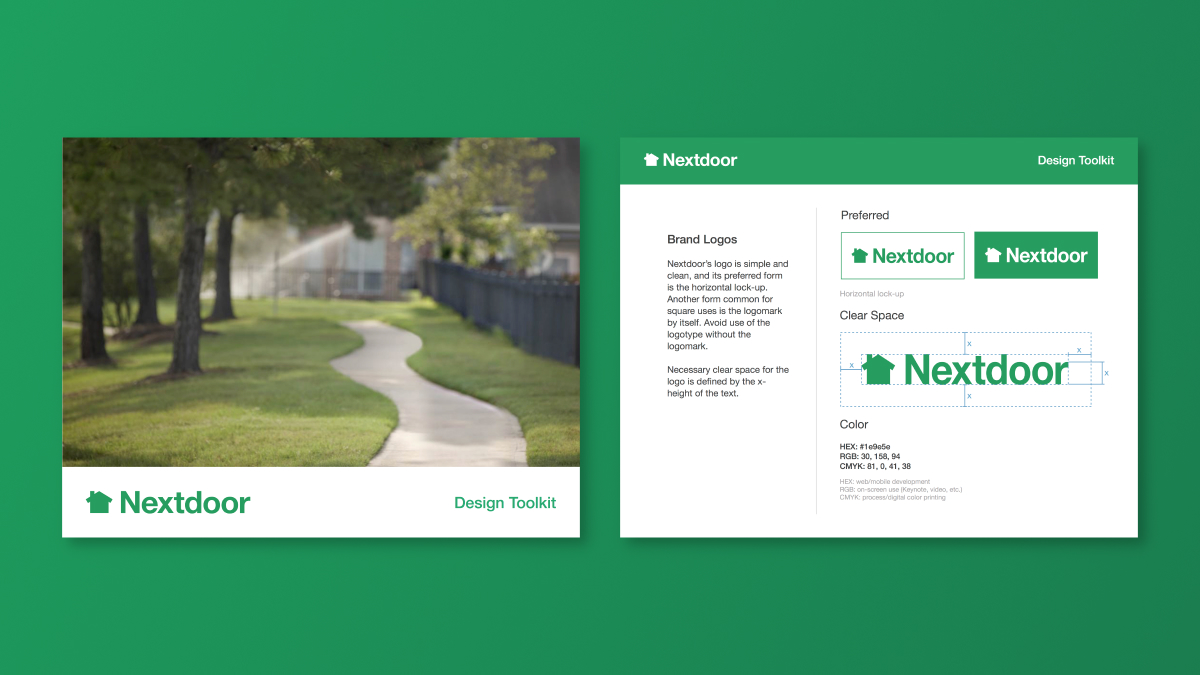 Nextdoor
Design Toolkit
Nextdoor
Design Toolkit
Brand Logos
Nextdoor's logo is simple and
clean, and its preferred form
is the horizontal lock-up.
Another form common for
square uses is the logomark
by itself. Avoid use of the
logotype without the
logomark.
Necessary clear space for the
logo is defined by the x-
height of the text.
Preferred
Nextdoor
Nextdoor
Horizontal lock-up
Clear Space
x
x
x
Nextdoor
x
x
Color
HEX: #1e9e5e
RGB: 30, 158, 94
CMYK: 81, 0, 41, 38
HEX: web/mobile development
RGB: on-screen use (Keynote, video, etc.)
CMYK: process/digital color printing